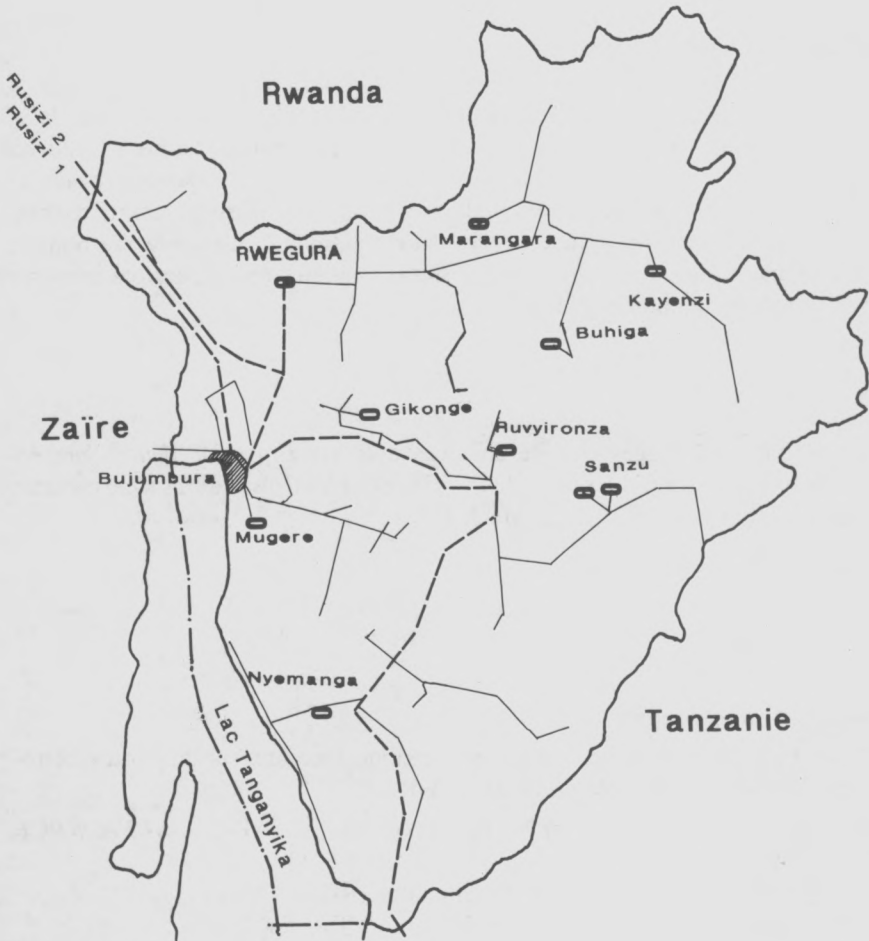 Rwanda
Rusizi 2
Rusizi 1
RWEGURA
Marangara
Kayenzi
Buhiga
Zaïre
Gikonge
Ruvyironza
Sanzu
Bujumbura
Mugere
Nyemanga
Lac Tanganyika
Tanzanie